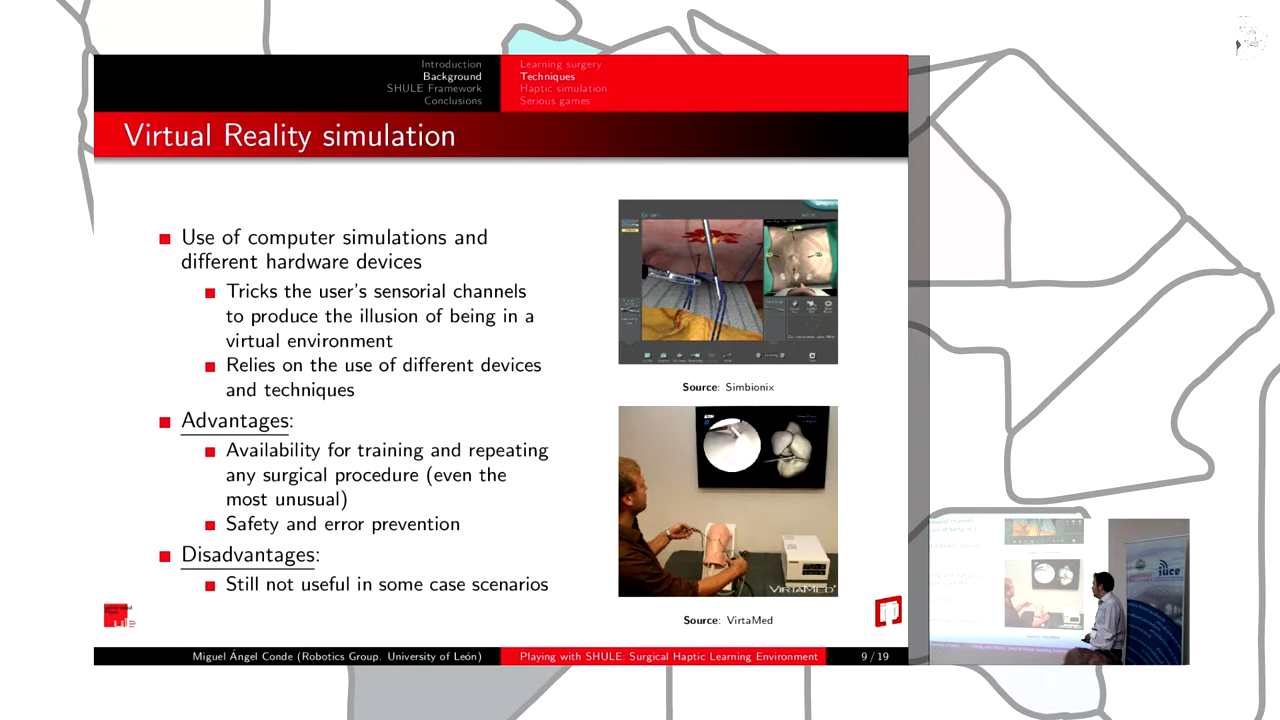 Introduction
Background
SHULE Framework
Conclusions
Learning surgery
Techniques
Haptic simulation
Serious games
Virtual Reality simulation
Use of computer simulations and
different hardware devices
Tricks the user's sensorial channels
to produce the illusion of being in a
virtual environment
Relies on the use of different devices
and techniques
Advantages:
Availability for training and repeating
any surgical procedure (even the
most unusual)
Safety and error prevention
Disadvantages:
Still not useful in some case scenarios
Source: Simbionix
VIRTAMED
Source: VirtaMed
iuce
Miguel Ángel Conde (Robotics Group. University of León)
Playing with SHULE: Surgical Haptic Learning Environment
9 / 19